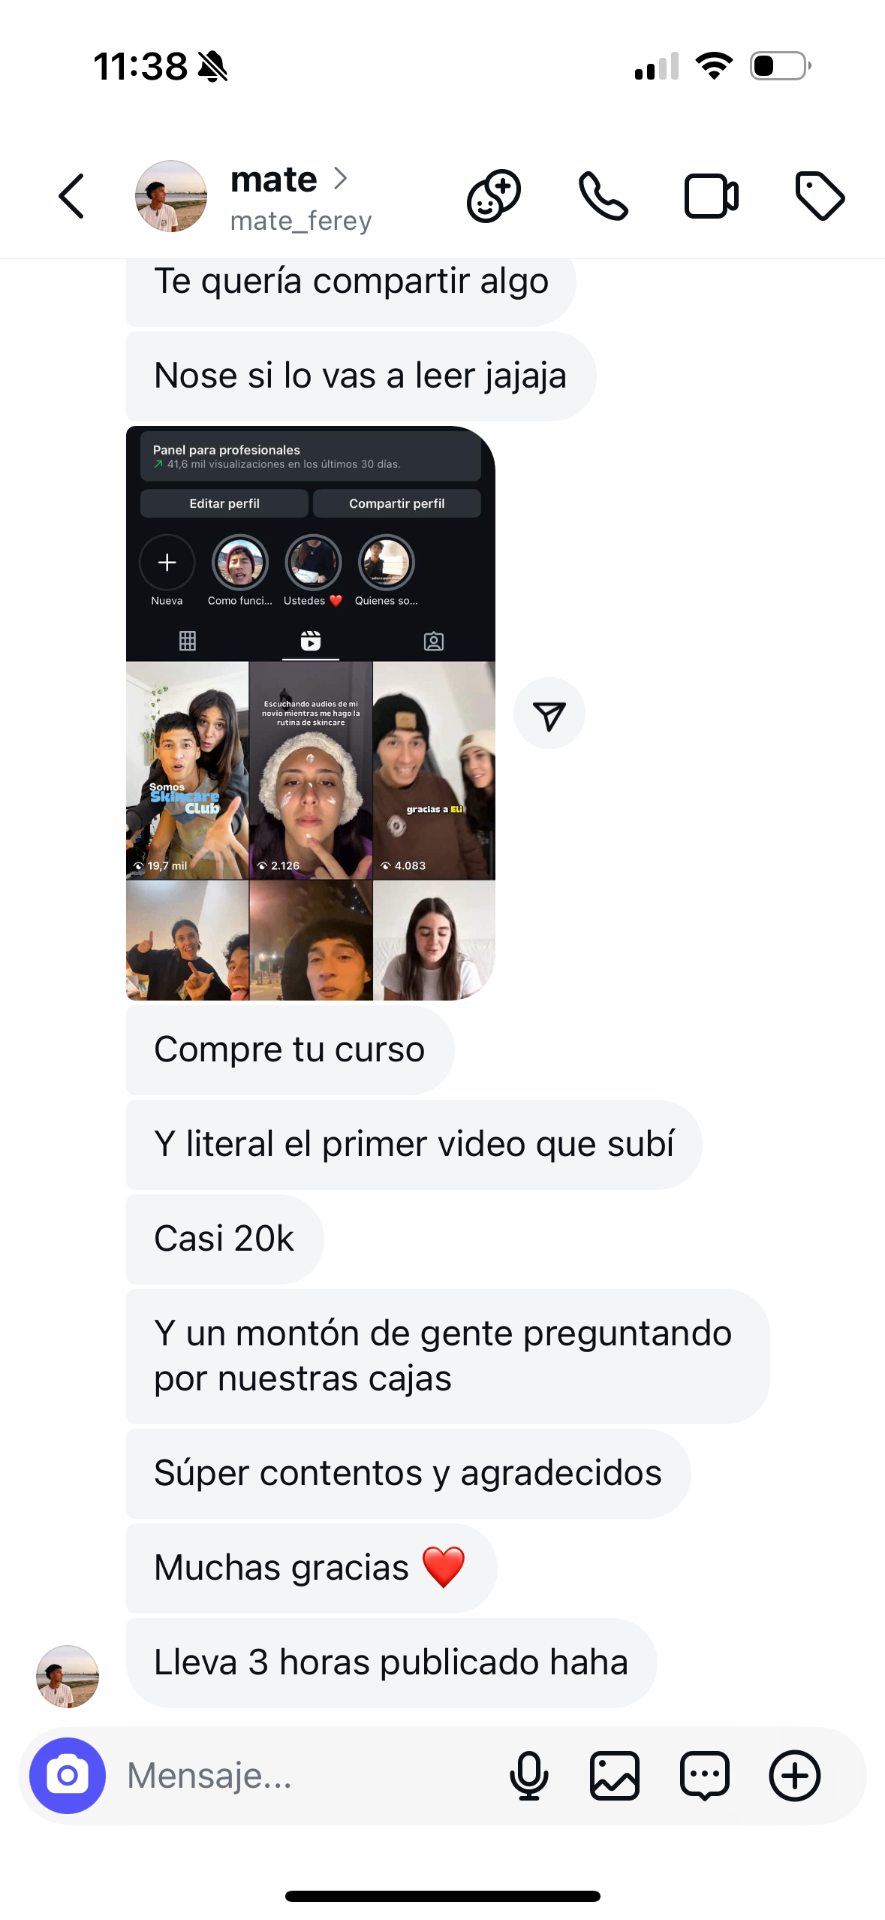 11:38
mate
mate_ferey
Te quería compartir algo
Nose si lo vas a leer jajaja
Panel para profesionales
41,6 mil visualizaciones en los últimos 30 días.
Editar perfil
Compartir perfil
Nueva
Como funci...
Ustedes ❤️
Quienes so...
Escuchando audios de mi
novio mientras me hago la
rutina de skincare
Somos
Skincare
Club
gracias a Eli
19,7 mil
2.126
4.083
Compre tu curso
Y literal el primer video que subí
Casi 20k
Y un montón de gente preguntando
por nuestras cajas
Súper contentos y agradecidos
Muchas gracias ❤️
Lleva 3 horas publicado haha
Mensaje...